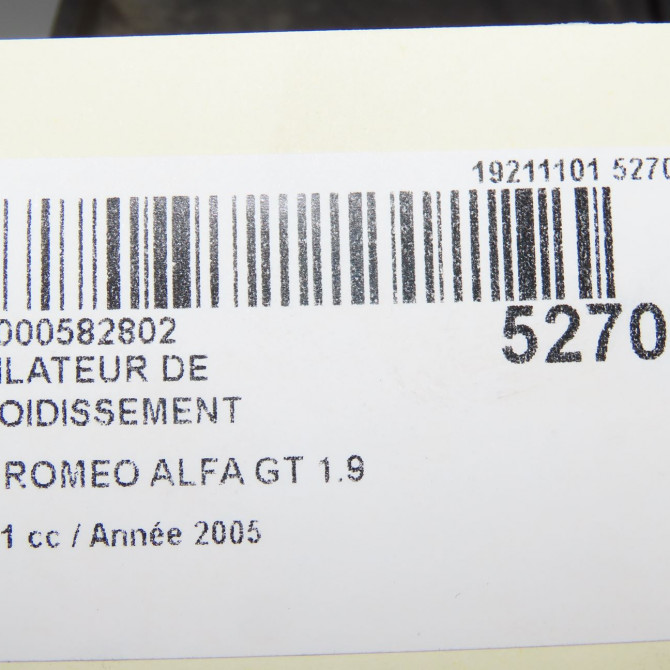 19211101 5270
000582802
5270
ILATEUR DE
OIDISSEMENT
ROMEO ALFA GT 1.9
1 cc / Année 2005